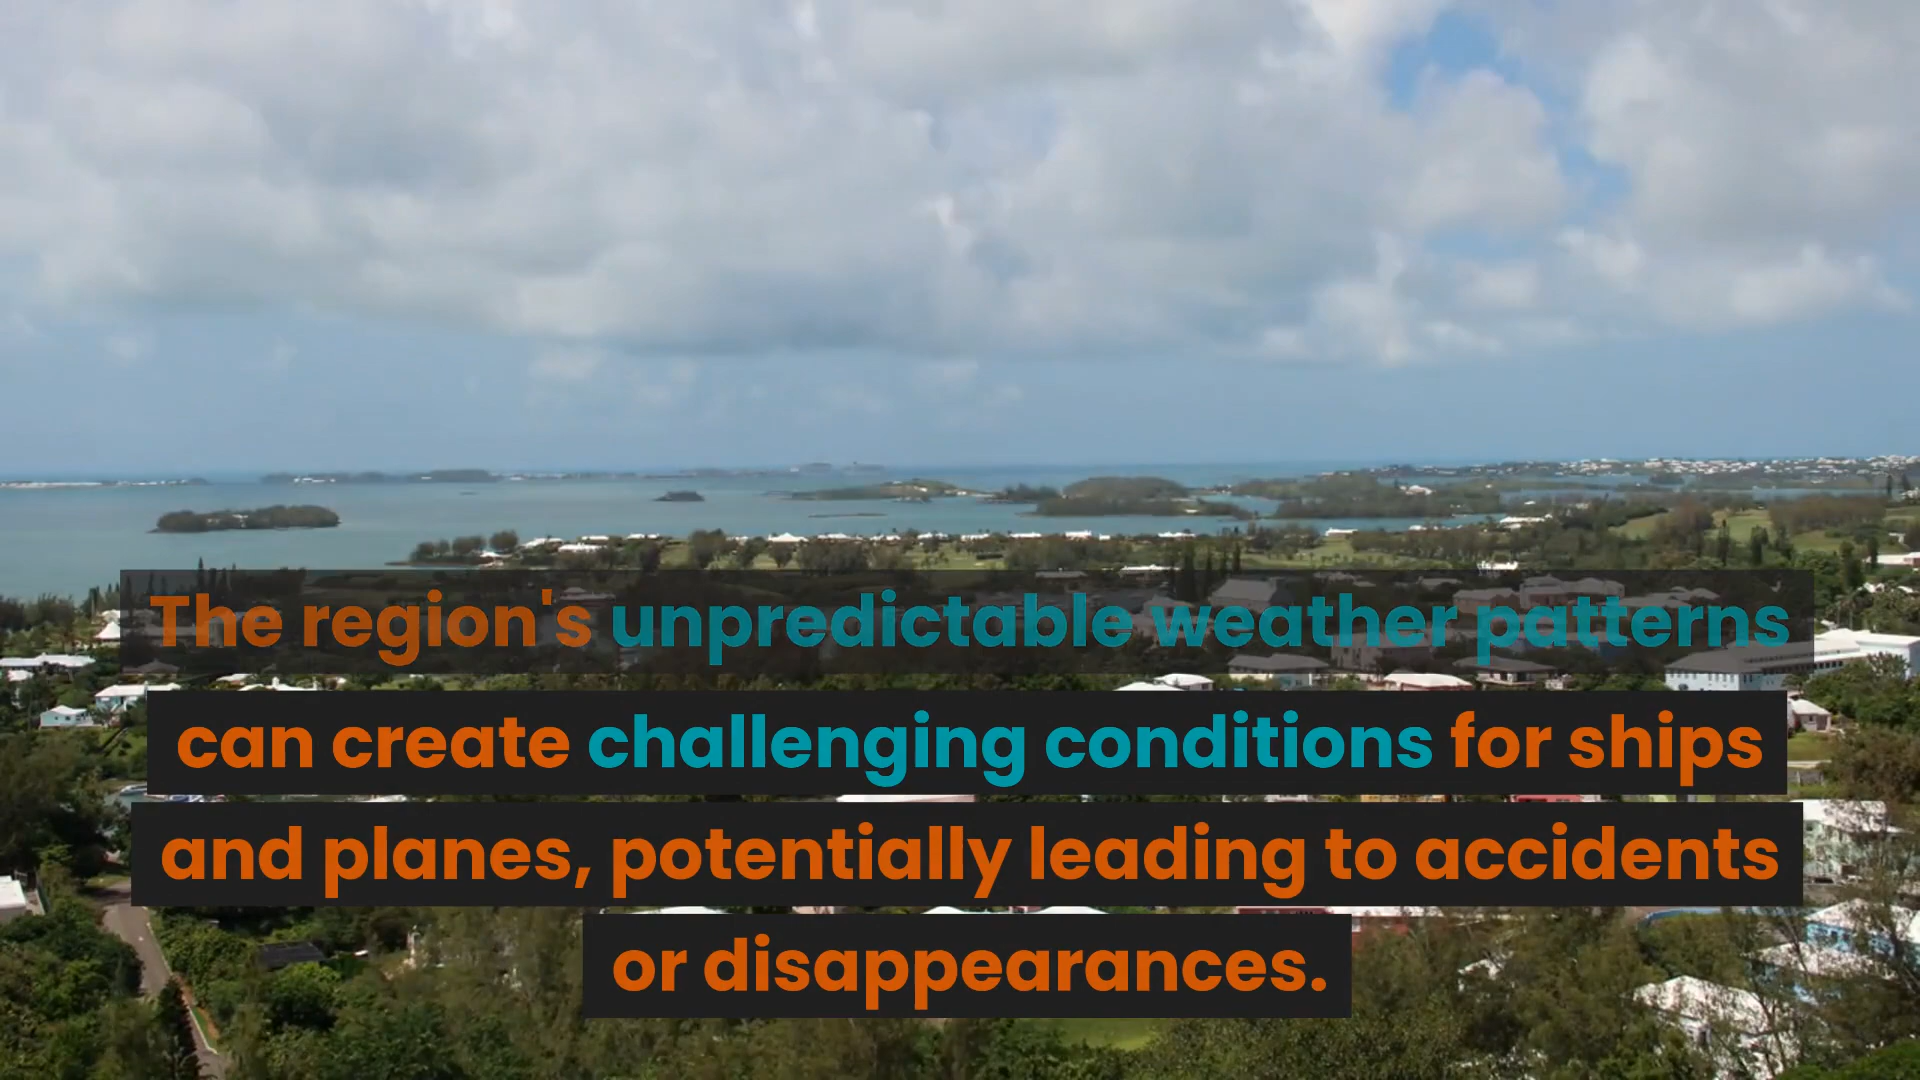 The region's unpredictable weather patterns
can create challenging conditions for ships
and planes, potentially leading to accidents
or disappearances.